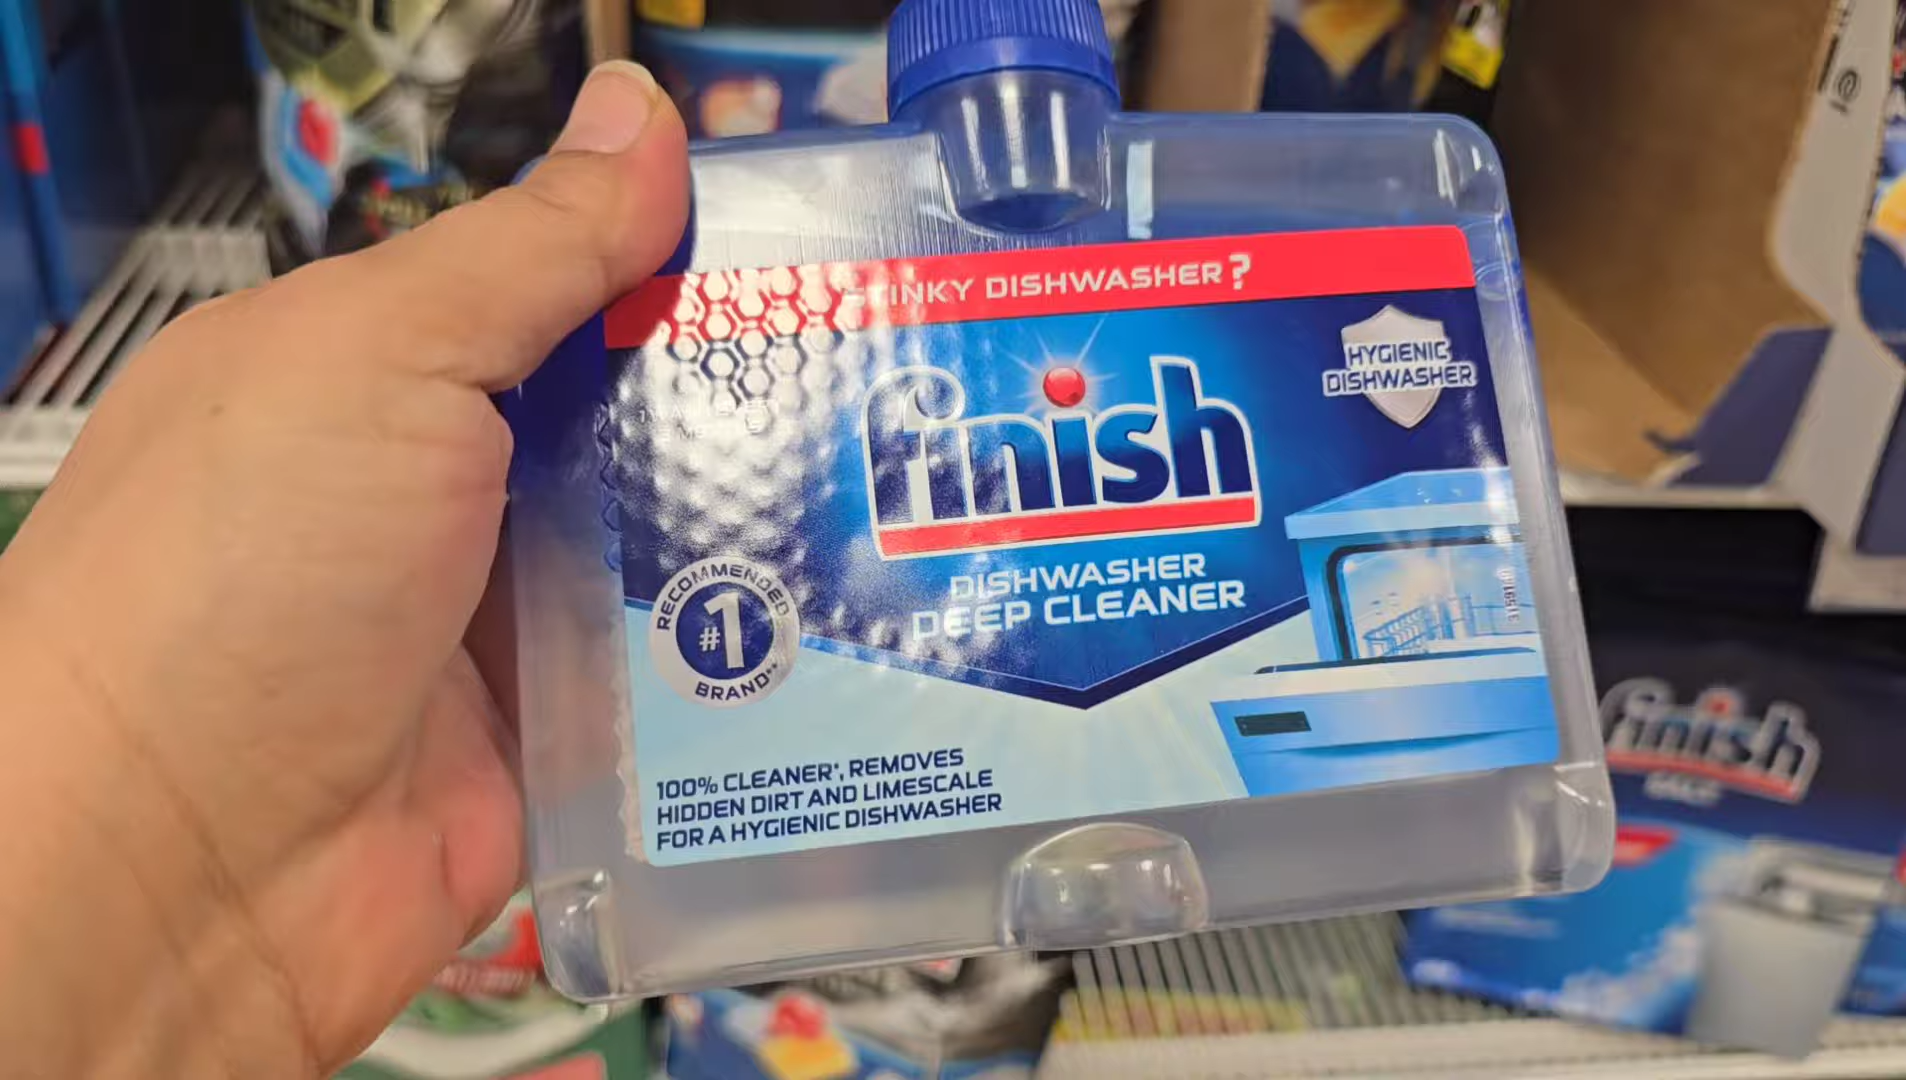 STINKY DISHWASHER?
HYGIENIC
DISHWASHER
finish
DISHWASHER
DEEP CLEANER
RECOMMENDED
#1
BRAND**
100% CLEANER*, REMOVES
HIDDEN DIRT AND LIMESCALE
FOR A HYGIENIC DISHWASHER
finish
SALT